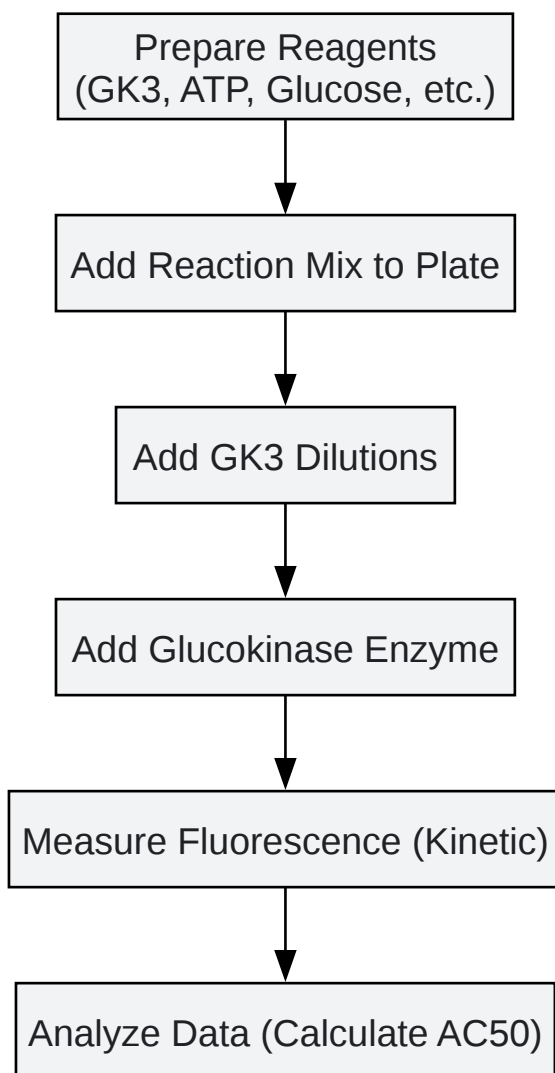 Prepare Reagents
(GK3, ATP, Glucose, etc.)
Add Reaction Mix to Plate
Add GK3 Dilutions
Add Glucokinase Enzyme
Measure Fluorescence (Kinetic)
Analyze Data (Calculate AC50)